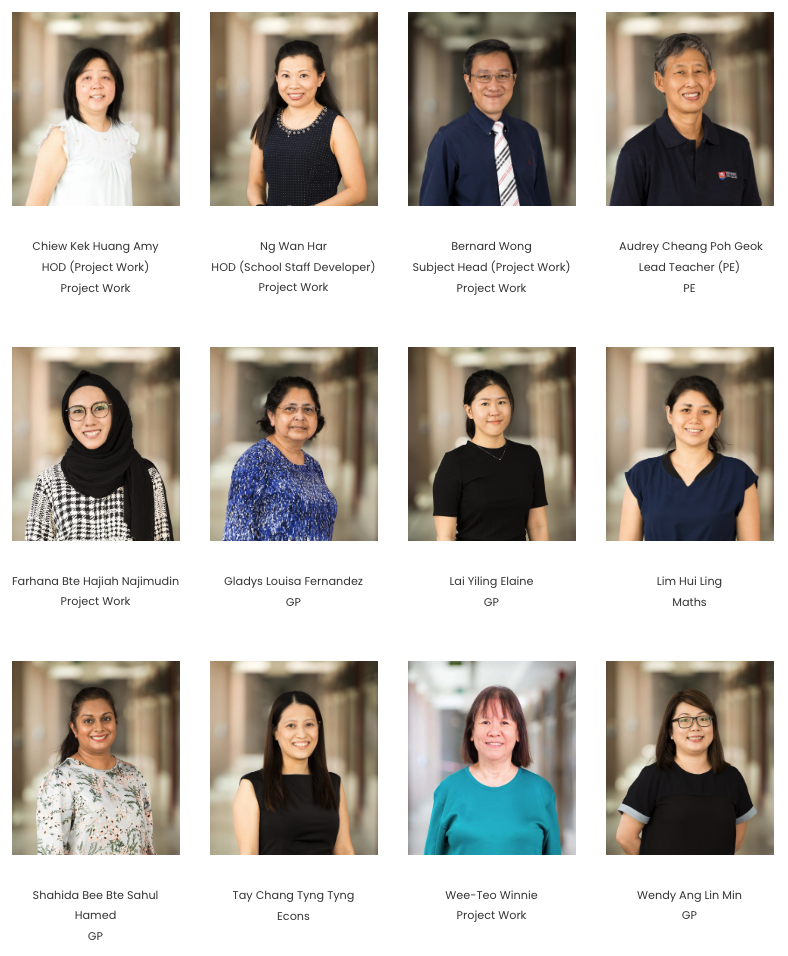 Chiew Kek Huang Amy
HOD (Project Work)
Project Work
Ng Wan Har
HOD (School Staff Developer)
Project Work
Bernard Wong
Subject Head (Project Work)
Project Work
Audrey Cheang Poh Geok
Lead Teacher (PE)
PE
Farhana Bte Hajiah Najimudin
Project Work
Gladys Louisa Fernandez
GP
Lai Yiling Elaine
GP
Lim Hui Ling
Maths
Shahida Bee Bte Sahul
Hamed
GP
Tay Chang Tyng Tyng
Econs
Wee-Teo Winnie
Project Work
Wendy Ang Lin Min
GP